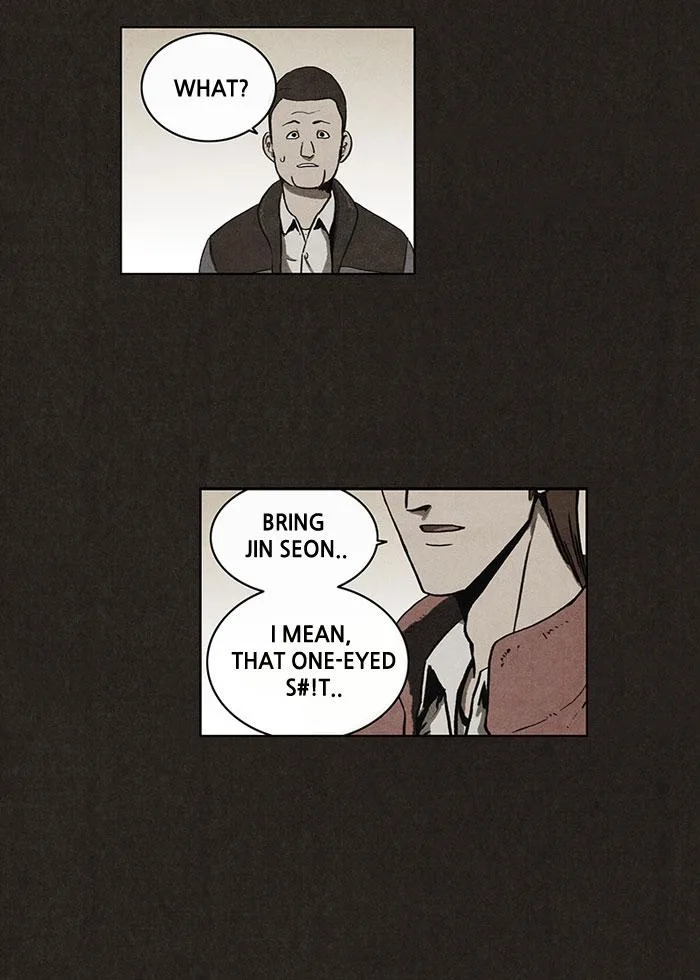 WHAT?
BRING
JIN SEON..
I MEAN,
THAT ONE-EYED
S#!T..